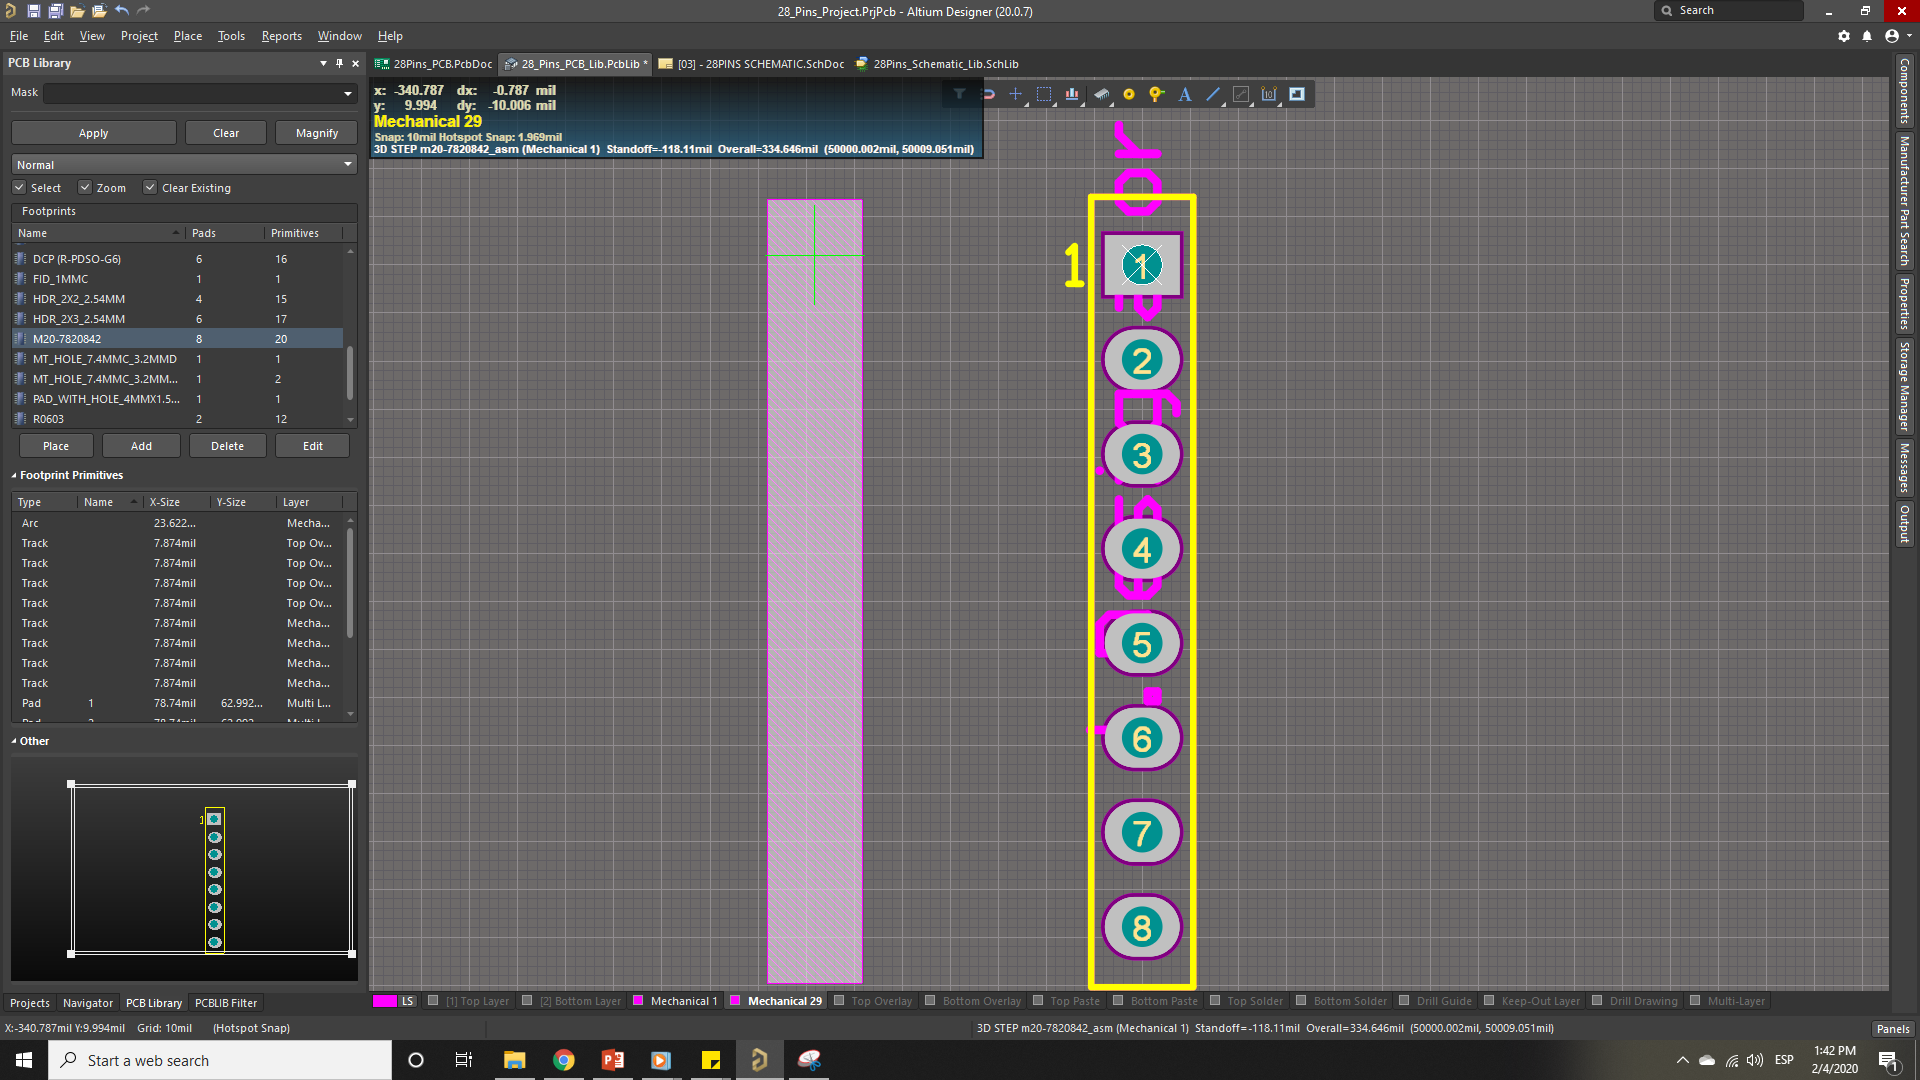 28_Pins_Project.PrjPcb - Altium Designer (20.0.7)
Search
File Edit View Project Place Tools Reports Window Help
PCB Library
28Pins_PCB.PcbDoc
28_Pins_PCB_Lib.PcbLib *
[03] - 28PINS SCHEMATIC.SchDoc
28Pins_Schematic_Lib.SchLib
Mask
Apply Clear Magnify
Normal
Select Zoom Clear Existing
Footprints
Name Pads Primitives
DCP (R-PDSO-G6) 6 16
FID_1MMC 1 1
HDR_2X2_2.54MM 4 15
HDR_2X3_2.54MM 6 17
M20-7820842 8 20
MT_HOLE_7.4MMC_3.2MMD 1 1
MT_HOLE_7.4MMC_3.2MM... 1 2
PAD_WITH_HOLE_4MMX1.5... 1 1
R0603 2 12
Place Add Delete Edit
Footprint Primitives
Type Name X-Size Y-Size Layer
Arc 23.622... Mecha...
Track 7.874mil Top Ov...
Track 7.874mil Top Ov...
Track 7.874mil Top Ov...
Track 7.874mil Top Ov...
Track 7.874mil Mecha...
Track 7.874mil Mecha...
Track 7.874mil Mecha...
Track 7.874mil Mecha...
Pad 1 78.74mil 62.992... Multi L...
Other
1
Projects Navigator PCB Library PCBLIB Filter
x: -340.787 dx: -0.787 mil
y: 9.994 dy: -10.006 mil
Mechanical 29
Snap: 10mil Hotspot Snap: 1.969mil
3D STEP m20-7820842_asm (Mechanical 1) Standoff=-118.11mil Overall=334.646mil (50000.002mil, 50009.051mil)
1
1
2
3
4
5
6
7
8
Components
Manufacturer Part Search
Properties
Storage Manager
Messages
Output
LS [1] Top Layer [2] Bottom Layer Mechanical 1 Mechanical 29 Top Overlay Bottom Overlay Top Paste Bottom Paste Top Solder Bottom Solder Drill Guide Keep-Out Layer Drill Drawing Multi-Layer
X:-340.787mil Y:9.994mil Grid: 10mil (Hotspot Snap)
3D STEP m20-7820842_asm (Mechanical 1) Standoff=-118.11mil Overall=334.646mil (50000.002mil, 50009.051mil)
Panels
Start a web search
ESP
1:42 PM
2/4/2020
1